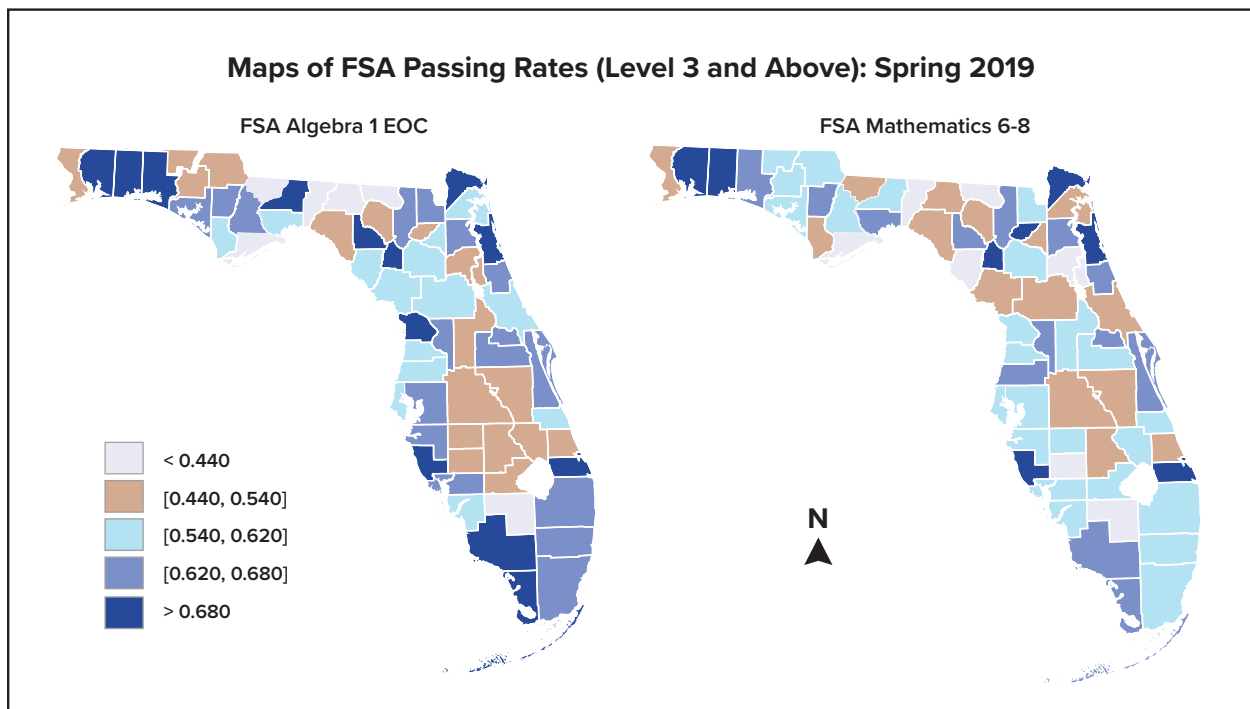 Maps of FSA Passing Rates (Level 3 and Above): Spring 2019
FSA Algebra 1 EOC
FSA Mathematics 6-8
< 0.440
[0.440, 0.540]
[0.540, 0.620]
[0.620, 0.680]
> 0.680
N